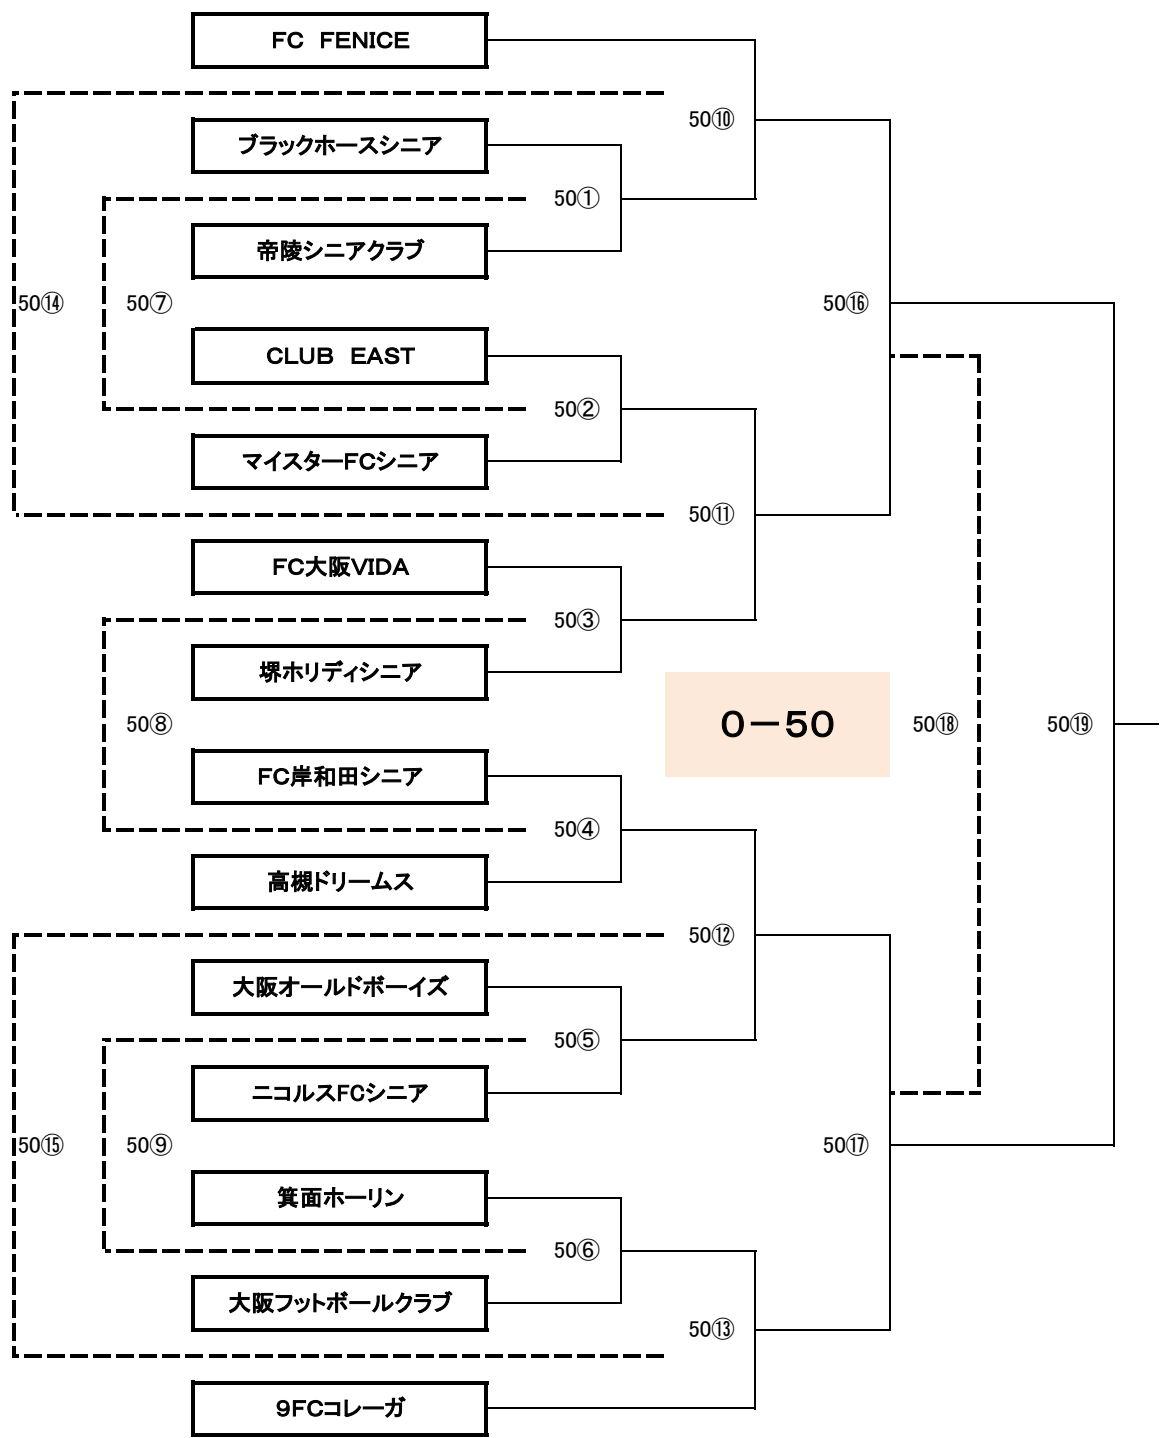 ＦＣ　ＦＥＮＩＣＥ
50⑩
ブラックホースシニア
50①
帝陵シニアクラブ
50⑭
50⑦
50⑯
ＣＬＵＢ　ＥＡＳＴ
50②
マイスターFCシニア
50⑪
ＦＣ大阪ＶＩＤＡ
50③
堺ホリディシニア
50⑧
Ｏ－５０
50⑱
50⑲
ＦＣ岸和田シニア
50④
高槻ドリームス
50⑫
大阪オールドボーイズ
50⑤
ニコルスFCシニア
50⑮
50⑨
50⑰
箕面ホーリン
50⑥
大阪フットボールクラブ
50⑬
９FCコレーガ